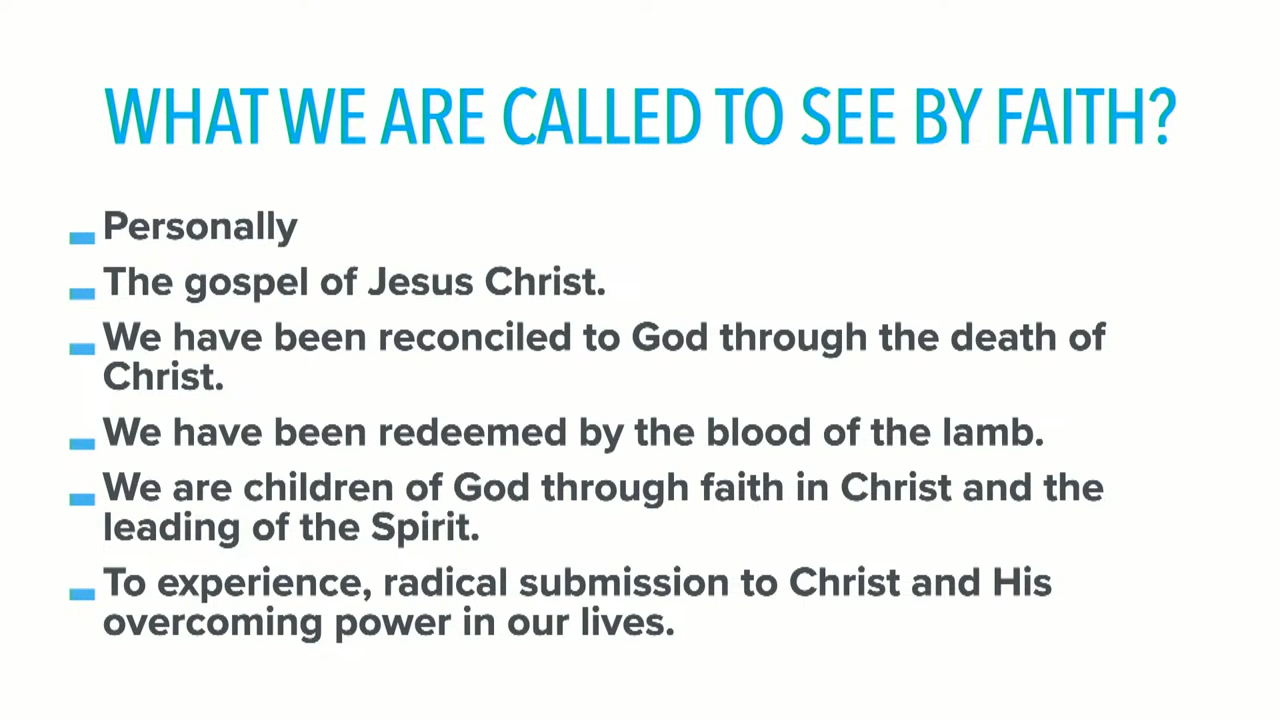 WHAT WE ARE CALLED TO SEE BY FAITH?
Personally
The gospel of Jesus Christ.
We have been reconciled to God through the death of
Christ.
We have been redeemed by the blood of the lamb.
We are children of God through faith in Christ and the
leading of the Spirit.
To experience, radical submission to Christ and His
overcoming power in our lives.